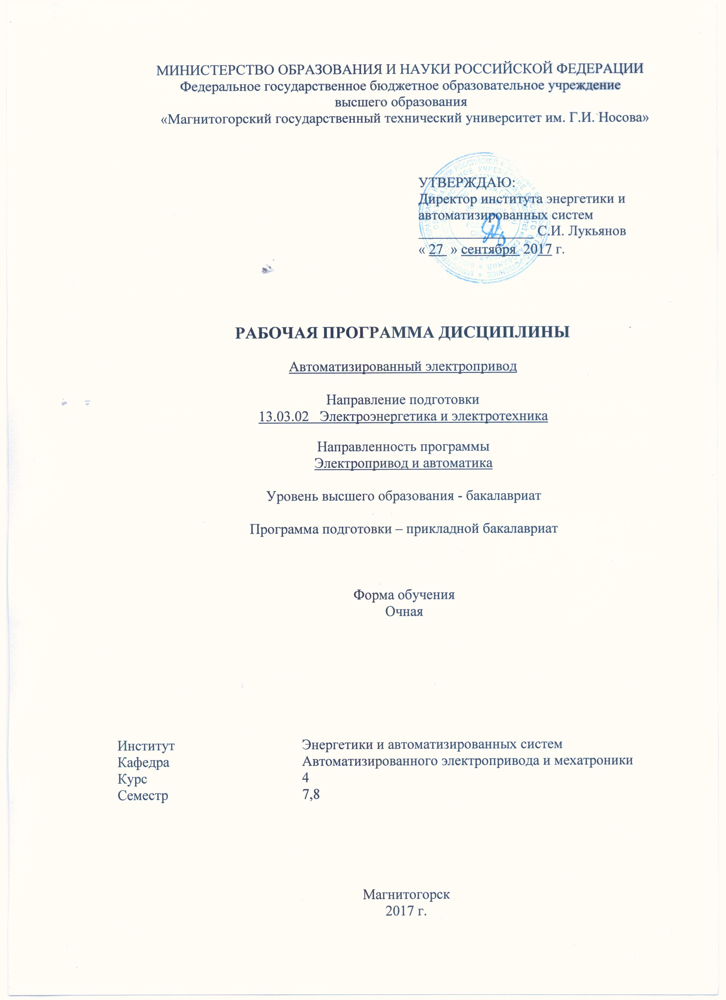 МИНИСТЕРСТВО ОБРАЗОВАНИЯ И НАУКИ РОССИЙСКОЙ ФЕДЕРАЦИИ
Федеральное государственное бюджетное образовательное учреждение
высшего образования
«Магнитогорский государственный технический университет им. Г.И. Носова»
УТВЕРЖДАЮ:
Директор института энергетики и
автоматизированных систем
С.И. Лукьянов
« 27 » сентября 2017 г.
РАБОЧАЯ ПРОГРАММА ДИСЦИПЛИНЫ
Автоматизированный электропривод
Направление подготовки
13.03.02 Электроэнергетика и электротехника
Направленность программы
Электропривод и автоматика
Уровень высшего образования - бакалавриат
Программа подготовки – прикладной бакалавриат
Форма обучения
Очная
Институт Энергетики и автоматизированных систем
Кафедра Автоматизированного электропривода и мехатроники
Курс 4
Семестр 7,8
Магнитогорск
2017 г.